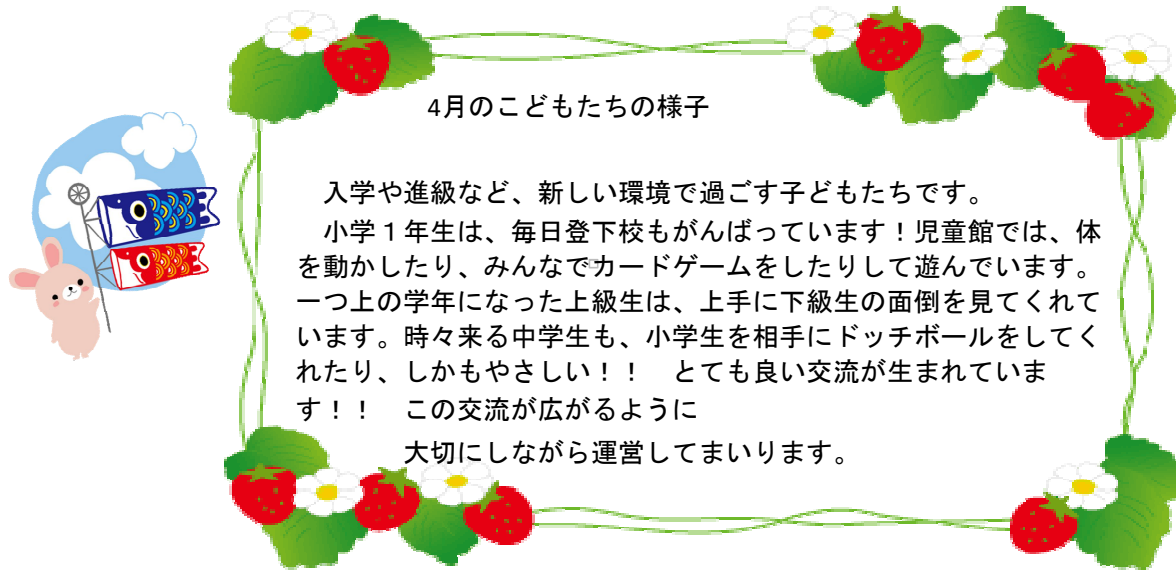 4月のこどもたちの様子
入学や進級など、新しい環境で過ごす子どもたちです。
小学１年生は、毎日登下校もがんばっています！児童館では、体
を動かしたり、みんなでカードゲームをしたりして遊んでいます。
一つ上の学年になった上級生は、上手に下級生の面倒を見てくれて
います。時々来る中学生も、小学生を相手にドッチボールをしてく
れたり、しかもやさしい！！　とても良い交流が生まれていま
す！！　この交流が広がるように
大切にしながら運営してまいります。